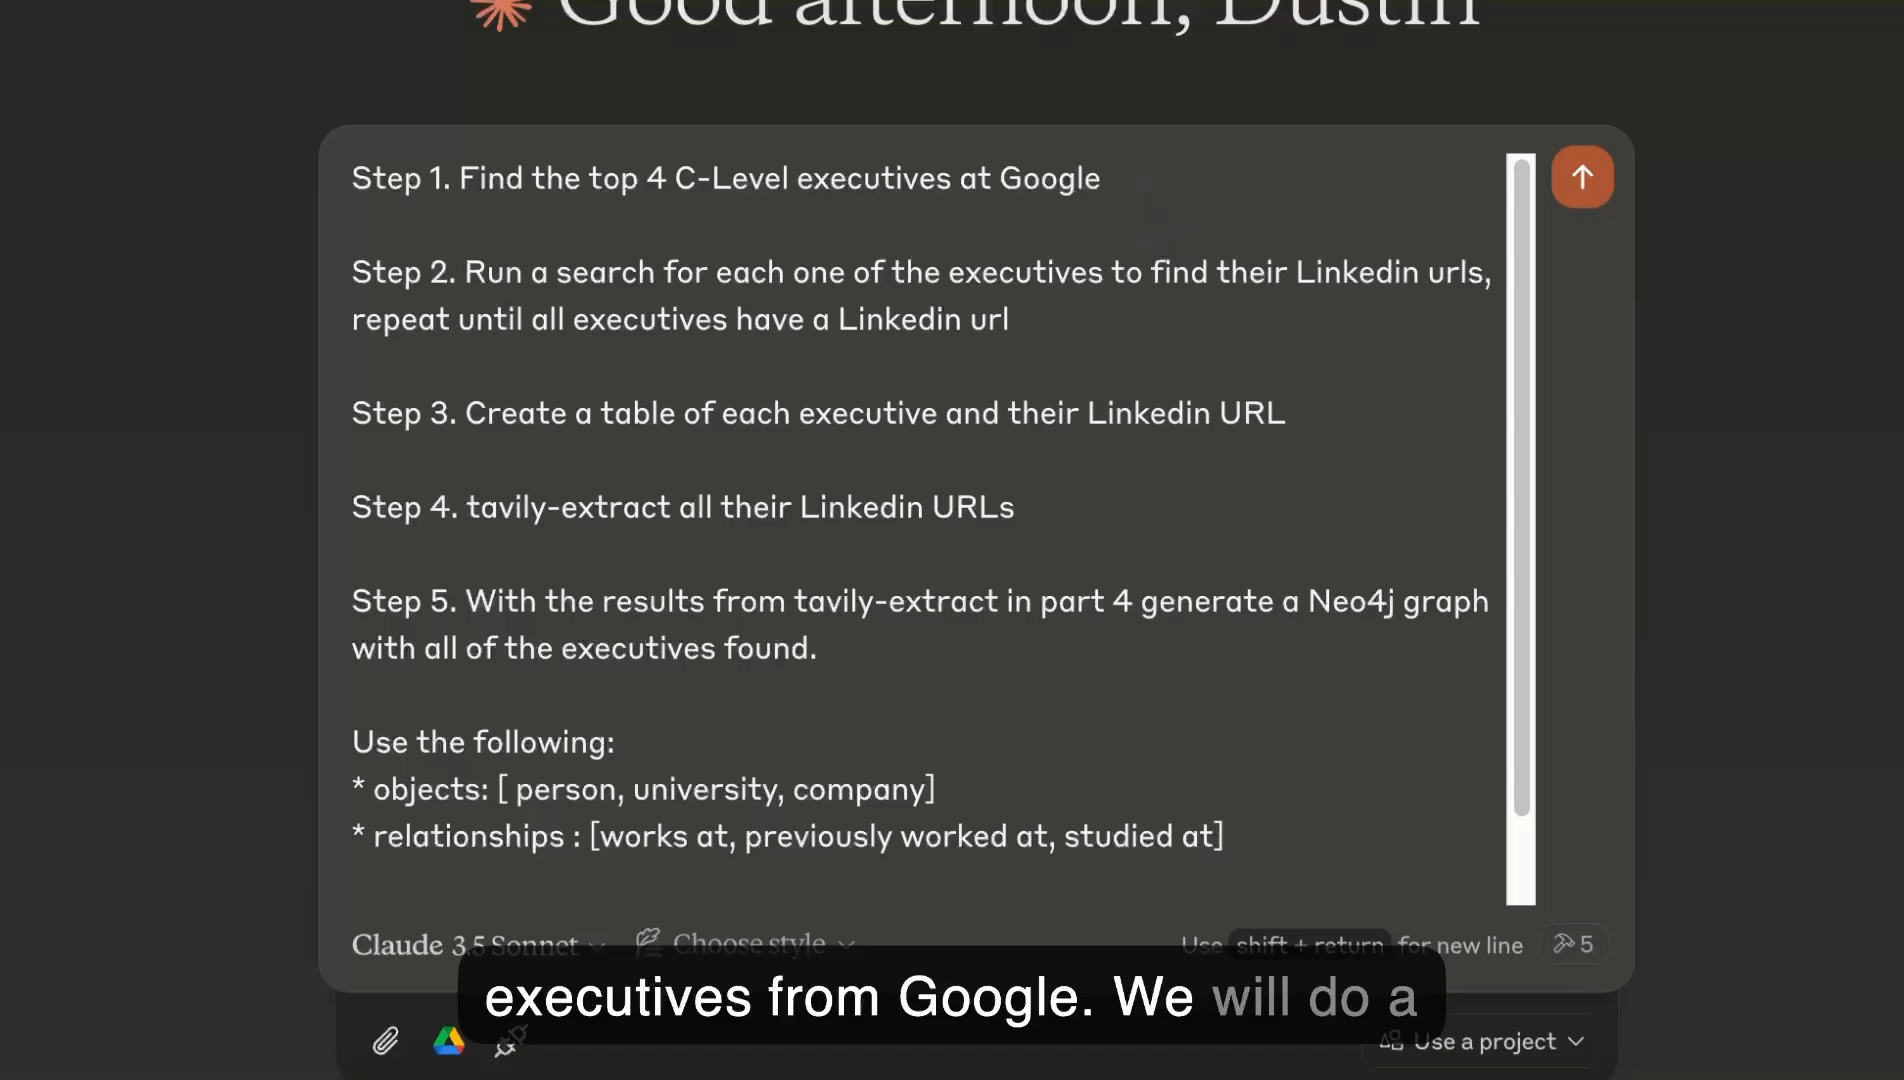 Good afternoon, Dustin
Step 1. Find the top 4 C-Level executives at Google
Step 2. Run a search for each one of the executives to find their Linkedin urls,
repeat until all executives have a Linkedin url
Step 3. Create a table of each executive and their Linkedin URL
Step 4. tavily-extract all their Linkedin URLs
Step 5. With the results from tavily-extract in part 4 generate a Neo4j graph
with all of the executives found.
Use the following:
* objects: [ person, university, company]
* relationships : [works at, previously worked at, studied at]
Claude 3.5 Sonnet Choose style Use shift + return for new line 5
executives from Google. We will do a
Use a project